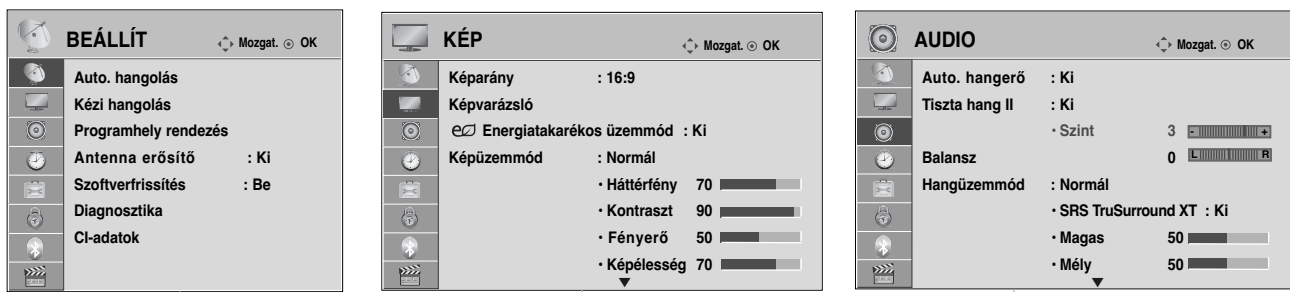 BEÁLLÍT Mozgat. OK
Auto. hangolás
Kézi hangolás
Programhely rendezés
Antenna erősítő : Ki
Szoftverfrissítés : Be
Diagnosztika
CI-adatok
KÉP Mozgat. OK
Képarány : 16:9
Képvarázsló
Energiatakarékos üzemmód : Ki
Képüzemmód : Normál
• Háttérfény 70
• Kontraszt 90
• Fényerő 50
• Képélesség 70
AUDIO Mozgat. OK
Auto. hangerő : Ki
Tiszta hang II : Ki
• Szint 3 - +
Balansz 0 L R
Hangüzemmód : Normál
• SRS TruSurround XT : Ki
• Magas 50
• Mély 50